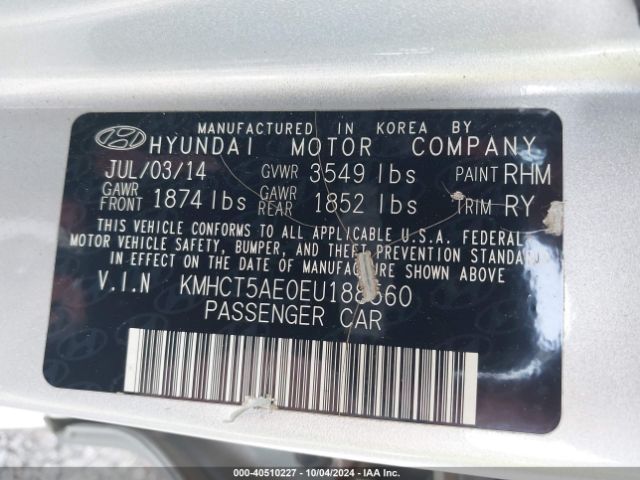 MANUFACTURED IN KOREA BY
HYUNDAI MOTOR COMPANY
JUL/03/14 GVWR 3549 lbs PAINT RHM
GAWR FRONT 1874 lbs GAWR REAR 1852 lbs TRIM RY
THIS VEHICLE CONFORMS TO ALL APPLICABLE U.S.A. FEDERAL
MOTOR VEHICLE SAFETY, BUMPER, AND THEFT PREVENTION STANDARDS
IN EFFECT ON THE DATE OF MANUFACTURE SHOWN ABOVE
V.I.N KMHCT5AE0EU188560
PASSENGER CAR
000-40510227 - 10/04/2024 - IAA Inc.